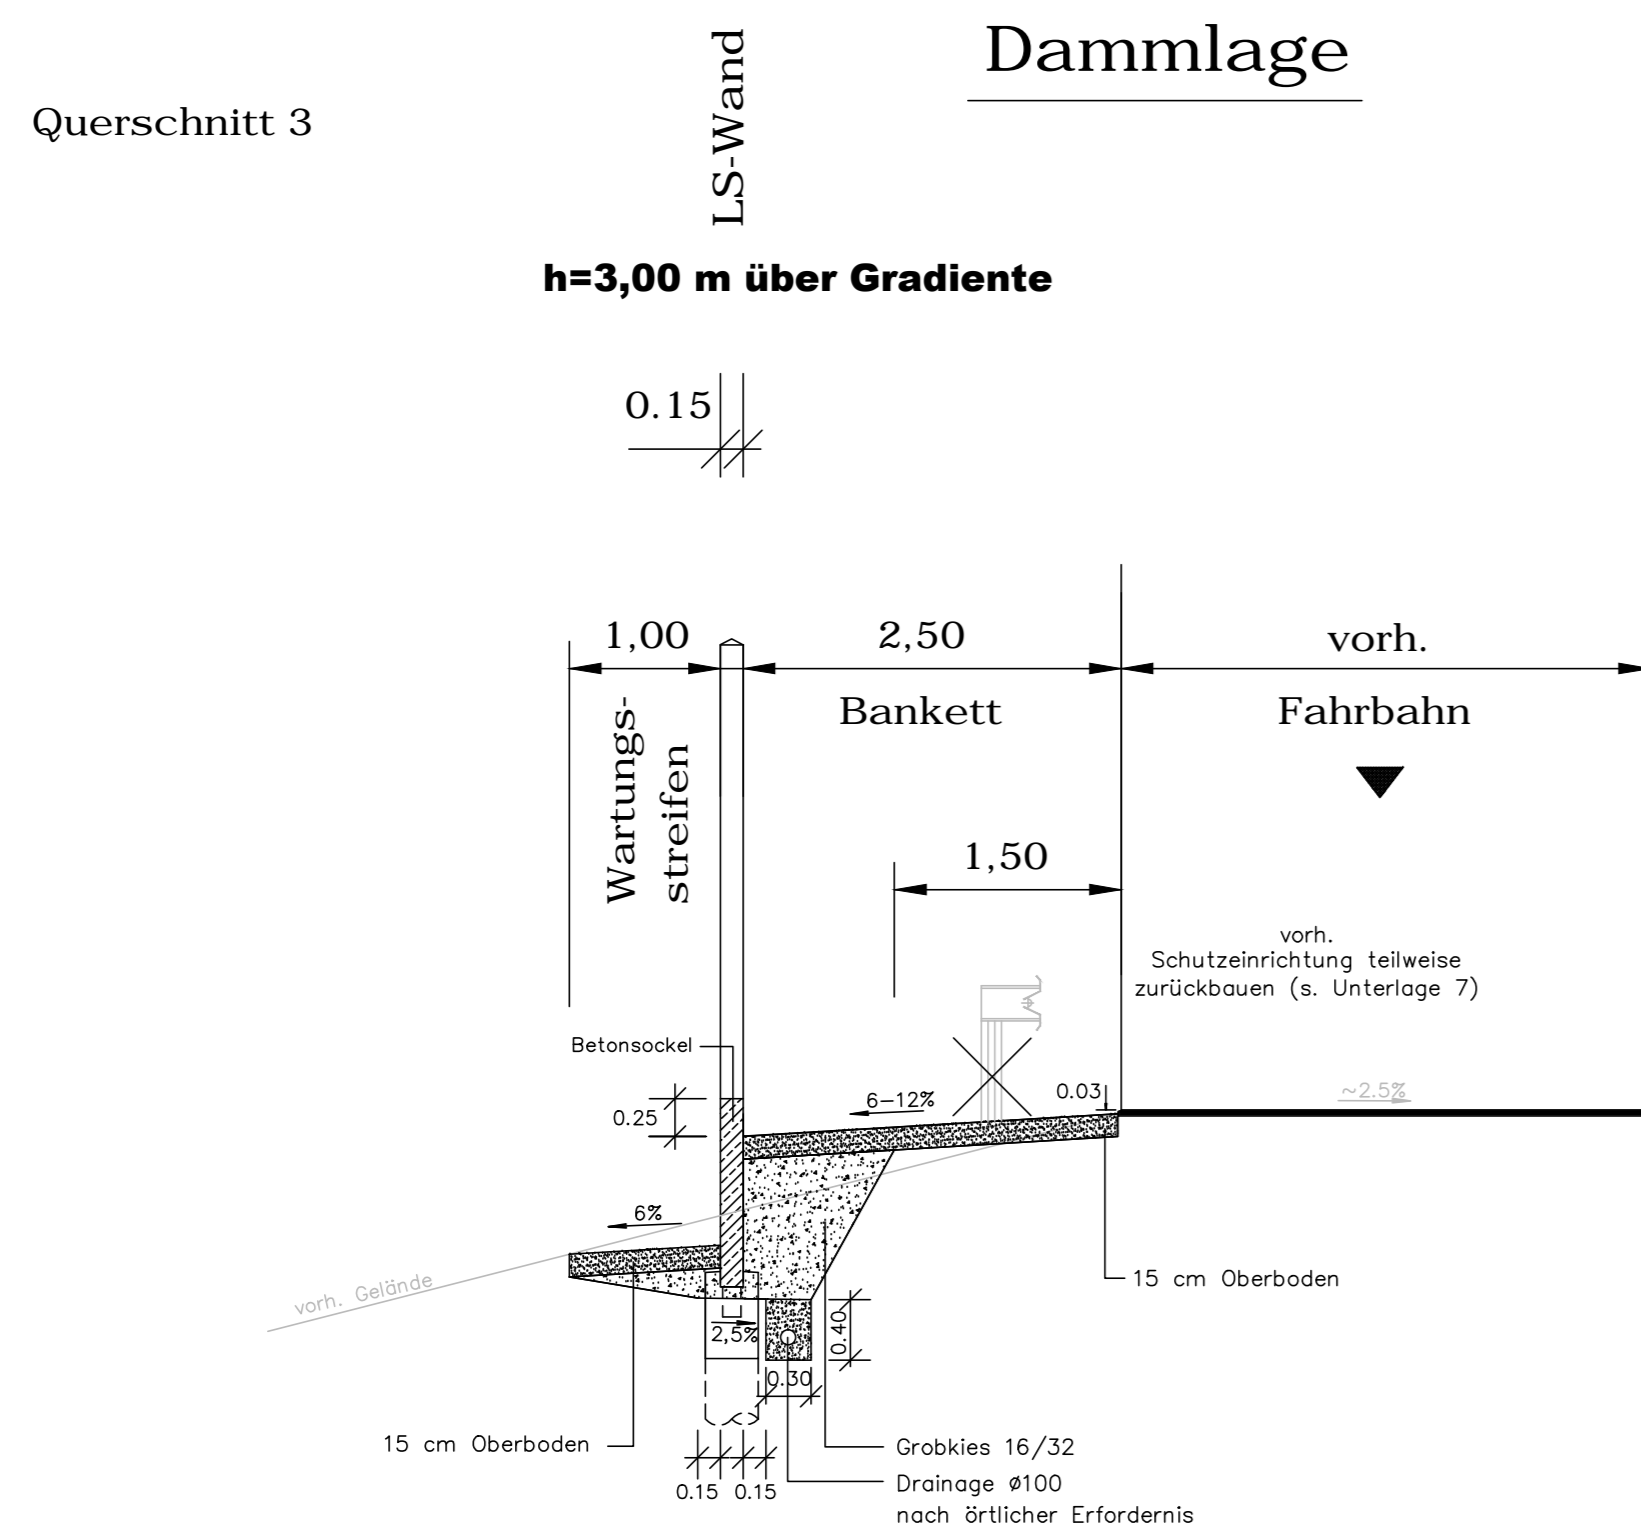 Dammlage
Querschnitt 3
LS-Wand
h=3,00 m über Gradiente
0.15
1,00
2,50
vorh.
Wartungs-
streifen
Bankett
Fahrbahn
1,50
vorh.
Schutzeinrichtung teilweise
zurückbauen (s. Unterlage 7)
Betonsockel
0.25
6-12%
0.03
~2.5%
6%
vorh. Gelände
15 cm Oberboden
2,5%
0.40
0.30
15 cm Oberboden
Grobkies 16/32
0.15
0.15
Drainage ø100
nach örtlicher Erfordernis